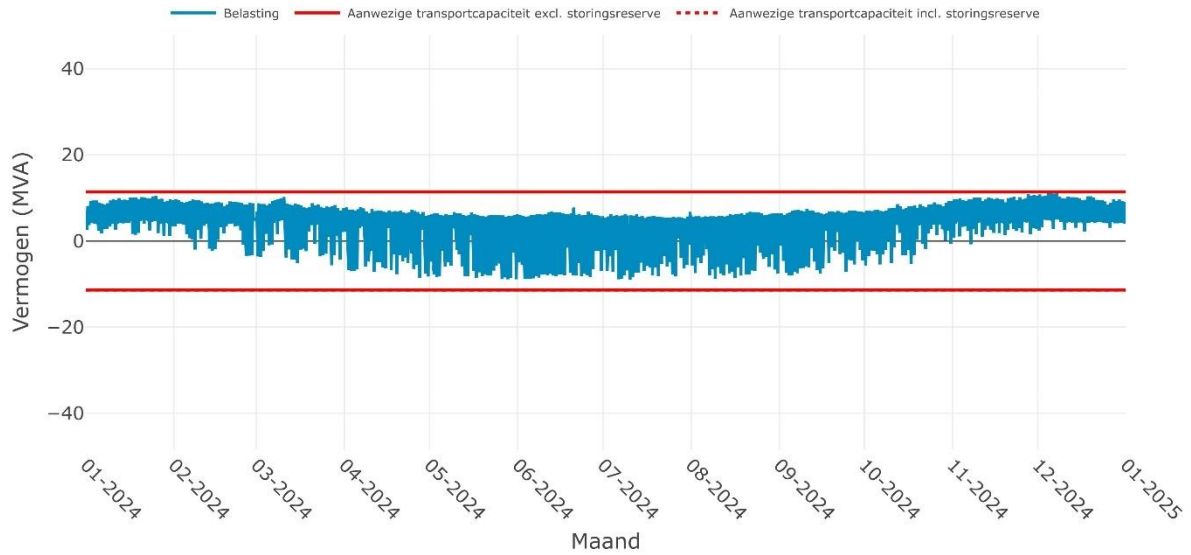 Belasting Aanwezige transportcapaciteit excl. storingsreserve Aanwezige transportcapaciteit incl. storingsreserve
40
20
0
−20
−40
Vermogen (MVA)
01-2024 02-2024 03-2024 04-2024 05-2024 06-2024 07-2024 08-2024 09-2024 10-2024 11-2024 12-2024 01-2025
Maand